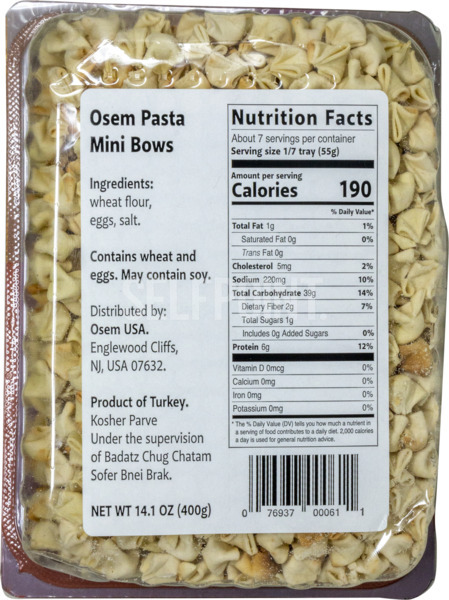 Osem Pasta
Mini Bows
Ingredients:
wheat flour,
eggs, salt.
Contains wheat and
eggs. May contain soy.
Distributed by:
Osem USA.
Englewood Cliffs,
NJ, USA 07632.
Product of Turkey.
Kosher Parve
Under the supervision
of Badatz Chug Chatam
Sofer Bnei Brak.
NET WT 14.1 OZ (400g)
Nutrition Facts
About 7 servings per container
Serving size 1/7 tray (55g)
Amount per serving
Calories 190
% Daily Value*
Total Fat 1g 1%
Saturated Fat 0g 0%
Trans Fat 0g
Cholesterol 5mg 2%
Sodium 220mg 10%
Total Carbohydrate 39g 14%
Dietary Fiber 2g 7%
Total Sugars 1g
Includes 0g Added Sugars 0%
Protein 6g 12%
Vitamin D 0mcg 0%
Calcium 0mg 0%
Iron 0mg 0%
Potassium 0mg 0%
* The % Daily Value (DV) tells you how much a nutrient in
a serving of food contributes to a daily diet. 2,000 calories
a day is used for general nutrition advice.
0 76937 00061 1